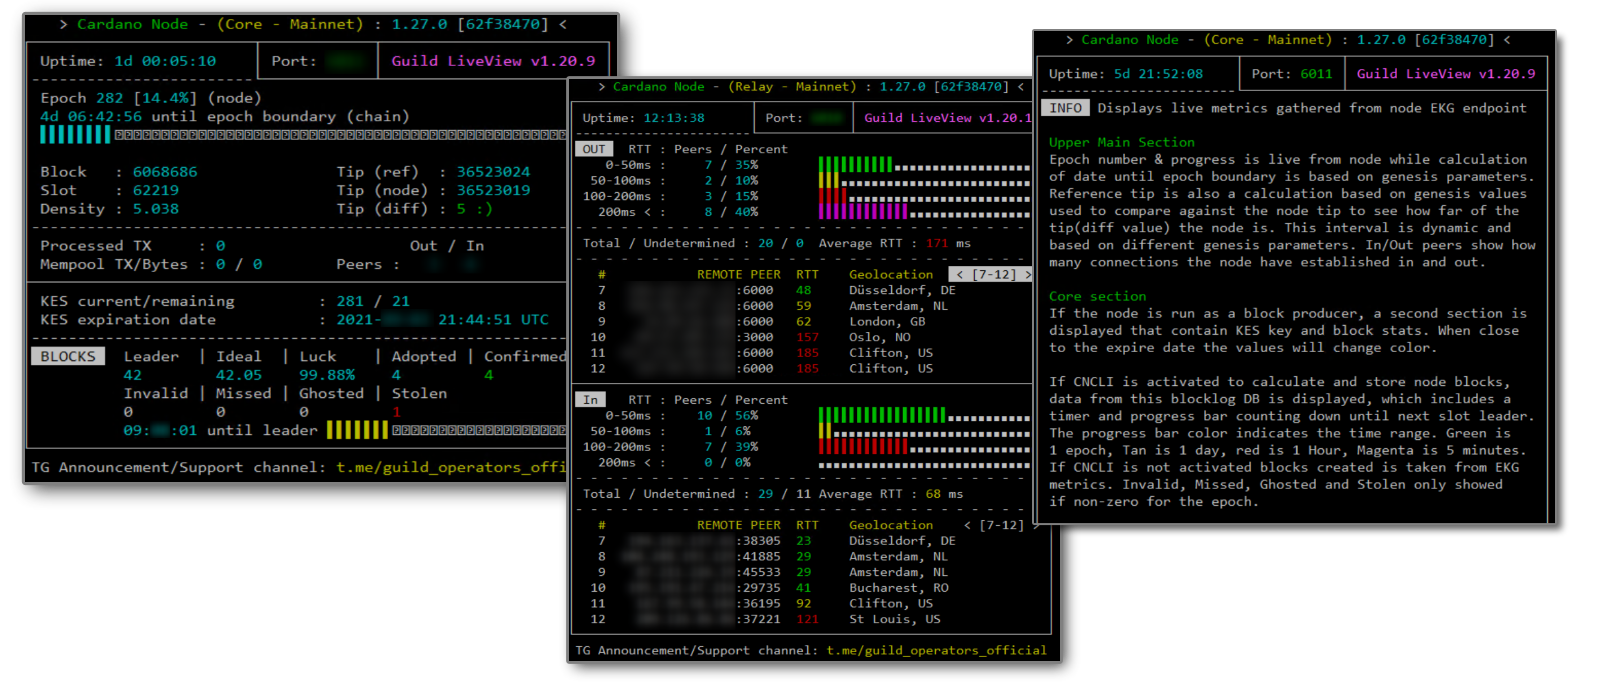 > Cardano Node - (Core - Mainnet) : 1.27.0 [62f38470] <
Uptime: 1d 00:05:10 Port: Guild LiveView v1.20.9
Epoch 282 [14.4%] (node)
4d 06:42:56 until epoch boundary (chain)
Block : 6068686 Tip (ref) : 36523024
Slot : 62219 Tip (node) : 36523019
Density : 5.038 Tip (diff) : 5 :)
Processed TX : 0 Out / In
Mempool TX/Bytes : 0 / 0 Peers :
KES current/remaining : 281 / 21
KES expiration date : 2021- 21:44:51 UTC
BLOCKS Leader | Ideal | Luck | Adopted | Confirmed
42 42.05 99.88% 4 4
Invalid | Missed | Ghosted | Stolen
0 0 0 1
09: :01 until leader
TG Announcement/Support channel: t.me/guild_operators_offi
> Cardano Node - (Relay - Mainnet) : 1.27.0 [62f38470] <
Uptime: 12:13:38 Port: Guild LiveView v1.20.1
OUT RTT : Peers / Percent
0-50ms : 7 / 35%
50-100ms : 2 / 10%
100-200ms : 3 / 15%
200ms < : 8 / 40%
Total / Undetermined : 20 / 0 Average RTT : 171 ms
# REMOTE PEER RTT Geolocation < [7-12] >
7 :6000 48 Düsseldorf, DE
8 :6000 59 Amsterdam, NL
9 :6000 62 London, GB
10 :3000 157 Oslo, NO
11 :6000 185 Clifton, US
12 :6000 185 Clifton, US
In RTT : Peers / Percent
0-50ms : 10 / 56%
50-100ms : 1 / 6%
100-200ms : 7 / 39%
200ms < : 0 / 0%
Total / Undetermined : 29 / 11 Average RTT : 68 ms
# REMOTE PEER RTT Geolocation < [7-12] >
7 :38305 23 Düsseldorf, DE
8 :41885 29 Amsterdam, NL
9 :45533 29 Amsterdam, NL
10 :29735 41 Bucharest, RO
11 :36195 92 Clifton, US
12 :37221 121 St Louis, US
TG Announcement/Support channel: t.me/guild_operators_official
> Cardano Node - (Core - Mainnet) : 1.27.0 [62f38470] <
Uptime: 5d 21:52:08 Port: 6011 Guild LiveView v1.20.9
INFO Displays live metrics gathered from node EKG endpoint
Upper Main Section
Epoch number & progress is live from node while calculation
of date until epoch boundary is based on genesis parameters.
Reference tip is also a calculation based on genesis values
used to compare against the node tip to see how far of the
tip(diff value) the node is. This interval is dynamic and
based on different genesis parameters. In/Out peers show how
many connections the node have established in and out.
Core section
If the node is run as a block producer, a second section is
displayed that contain KES key and block stats. When close
to the expire date the values will change color.
If CNCLI is activated to calculate and store node blocks,
data from this blocklog DB is displayed, which includes a
timer and progress bar counting down until next slot leader.
The progress bar color indicates the time range. Green is
1 epoch, Tan is 1 day, red is 1 Hour, Magenta is 5 minutes.
If CNCLI is not activated blocks created is taken from EKG
metrics. Invalid, Missed, Ghosted and Stolen only showed
if non-zero for the epoch.